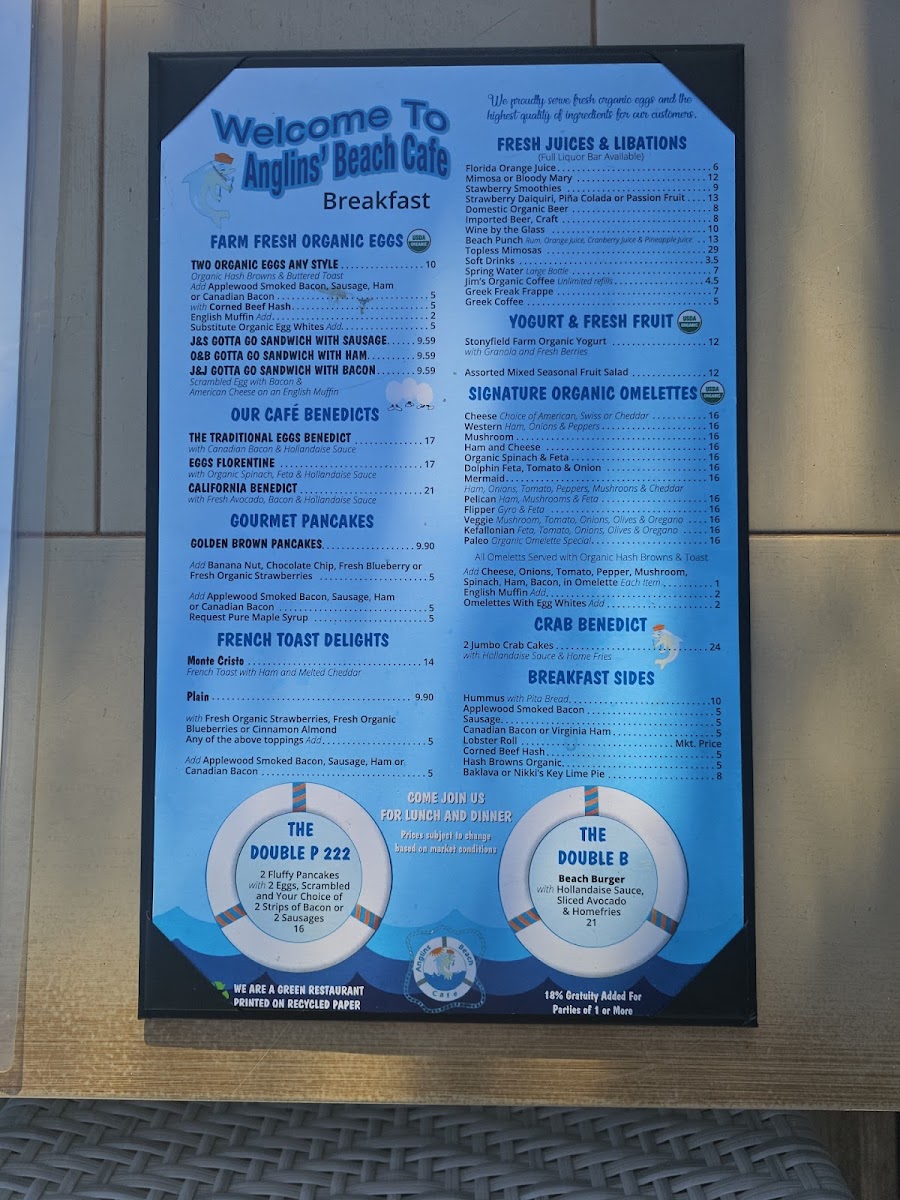 Welcome To
Anglins' Beach Cafe
Breakfast
FARM FRESH ORGANIC EGGS
USDA
ORGANIC
TWO ORGANIC EGGS ANY STYLE 10
Organic Hash Browns & Buttered Toast
Add Applewood Smoked Bacon, Sausage, Ham
or Canadian Bacon 5
with Corned Beef Hash 5
English Muffin Add 2
Substitute Organic Egg Whites Add 5
J&S GOTTA GO SANDWICH WITH SAUSAGE 9.59
O&B GOTTA GO SANDWICH WITH HAM 9.59
J&J GOTTA GO SANDWICH WITH BACON 9.59
Scrambled Egg with Bacon &
American Cheese on an English Muffin
OUR CAFÉ BENEDICTS
THE TRADITIONAL EGGS BENEDICT 17
with Canadian Bacon & Hollandaise Sauce
EGGS FLORENTINE 17
with Organic Spinach, Feta & Hollandaise Sauce
CALIFORNIA BENEDICT 21
with Fresh Avocado, Bacon & Hollandaise Sauce
GOURMET PANCAKES
GOLDEN BROWN PANCAKES 9.90
Add Banana Nut, Chocolate Chip, Fresh Blueberry or
Fresh Organic Strawberries 5
Add Applewood Smoked Bacon, Sausage, Ham
or Canadian Bacon 5
Request Pure Maple Syrup 5
FRENCH TOAST DELIGHTS
Monte Cristo 14
French Toast with Ham and Melted Cheddar
Plain 9.90
with Fresh Organic Strawberries, Fresh Organic
Blueberries or Cinnamon Almond
Any of the above toppings Add 5
Add Applewood Smoked Bacon, Sausage, Ham or
Canadian Bacon 5
We proudly serve fresh organic eggs and the
highest quality of ingredients for our customers.
FRESH JUICES & LIBATIONS
(Full Liquor Bar Available)
Florida Orange Juice 6
Mimosa or Bloody Mary 12
Stawberry Smoothies 9
Strawberry Daiquiri, Piña Colada or Passion Fruit 13
Domestic Organic Beer 8
Imported Beer, Craft 8
Wine by the Glass 10
Beach Punch Rum, Orange Juice, Cranberry Juice & Pineapple Juice 13
Topless Mimosas 29
Soft Drinks 3.5
Spring Water Large Bottle 7
Jim's Organic Coffee Unlimited refills 4.5
Greek Freak Frappe 7
Greek Coffee 5
YOGURT & FRESH FRUIT
USDA
ORGANIC
Stonyfield Farm Organic Yogurt 12
with Granola and Fresh Berries
Assorted Mixed Seasonal Fruit Salad 12
SIGNATURE ORGANIC OMELETTES
USDA
ORGANIC
Cheese Choice of American, Swiss or Cheddar 16
Western Ham, Onions & Peppers 16
Mushroom 16
Ham and Cheese 16
Organic Spinach & Feta 16
Dolphin Feta, Tomato & Onion 16
Mermaid 16
Ham, Onions, Tomato, Peppers, Mushroons & Cheddar
Pelican Ham, Mushrooms & Feta 16
Flipper Gyro & Feta 16
Veggie Mushroom, Tomato, Onions, Olives & Oregano 16
Kefallonian Feta, Tomato, Onions, Olives & Oregano 16
Paleo Organic Omelette Special 16
All Omeletts Served with Organic Hash Browns & Toast
Add Cheese, Onions, Tomato, Pepper, Mushroom,
Spinach, Ham, Bacon, in Omelette Each Item 1
English Muffin Add 2
Omelettes With Egg Whites Add 2
CRAB BENEDICT
2 Jumbo Crab Cakes 24
with Hollandaise Sauce & Home Fries
BREAKFAST SIDES
Hummus with Pita Bread 10
Applewood Smoked Bacon 5
Sausage 5
Canadian Bacon or Virginia Ham 5
Lobster Roll Mkt. Price
Corned Beef Hash 5
Hash Browns Organic 5
Baklava or Nikki's Key Lime Pie 8
THE
DOUBLE P 222
2 Fluffy Pancakes
with 2 Eggs, Scrambled
and Your Choice of
2 Strips of Bacon or
2 Sausages
16
COME JOIN US
FOR LUNCH AND DINNER
Prices subject to change
based on market conditions
THE
DOUBLE B
Beach Burger
with Hollandaise Sauce,
Sliced Avocado
& Homefries
21
WE ARE A GREEN RESTAURANT
PRINTED ON RECYCLED PAPER
Anglins Beach
Cafe
18% Gratuity Added For
Parties of 1 or More